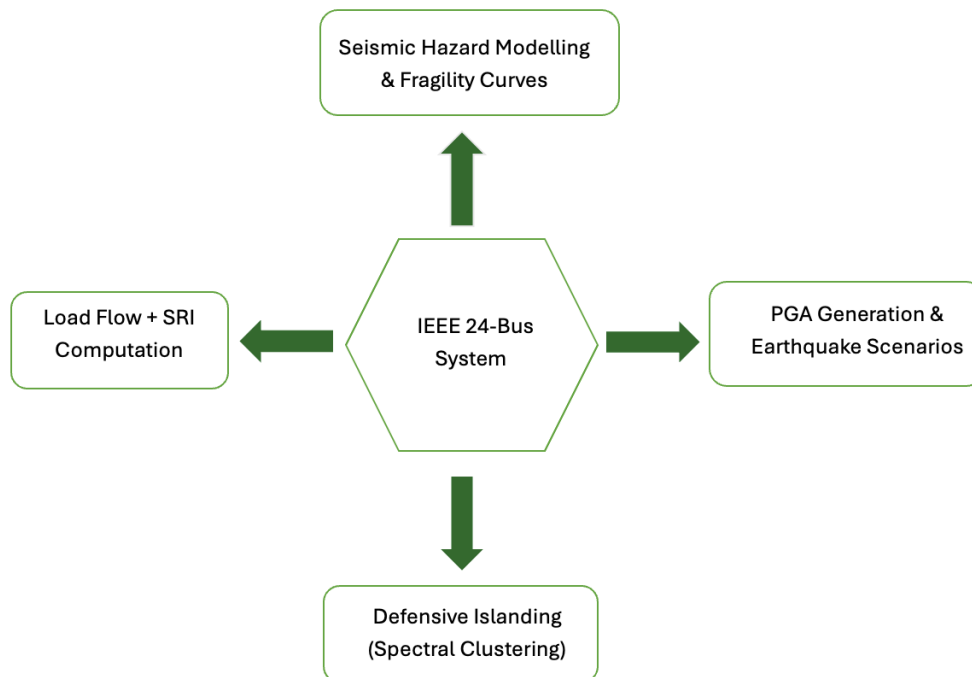 Seismic Hazard Modelling
& Fragility Curves
Load Flow + SRI
Computation
IEEE 24-Bus
System
PGA Generation &
Earthquake Scenarios
Defensive Islanding
(Spectral Clustering)